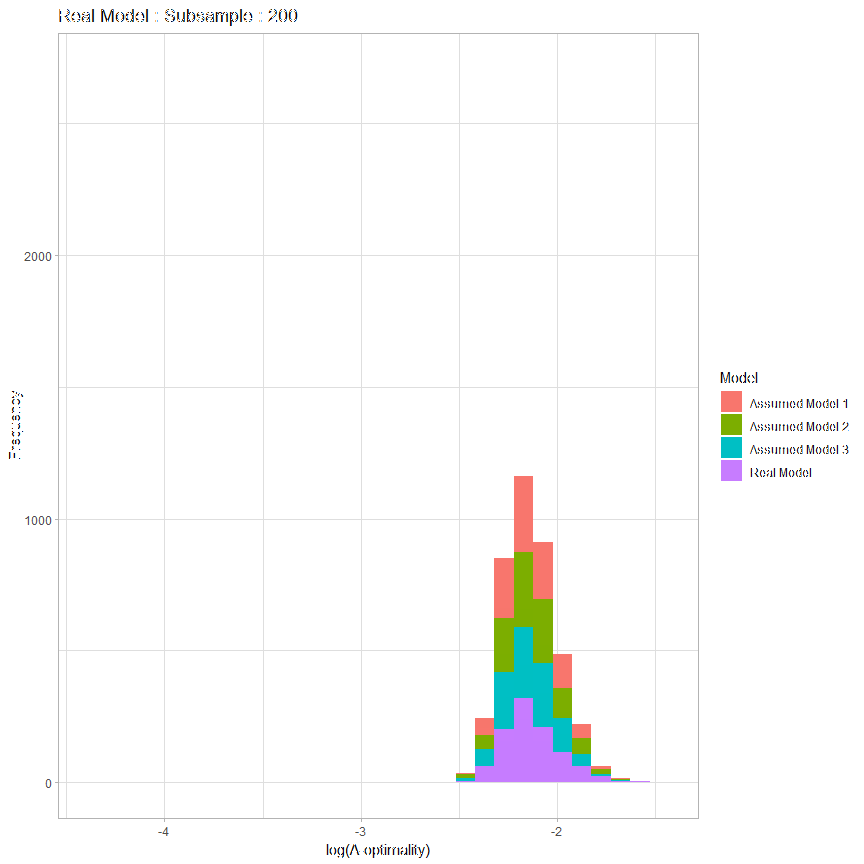 Real Model : Subsample : 200
2000
1000
0
Frequency
-4
-3
-2
log(A-optimality)
Model
Assumed Model 1
Assumed Model 2
Assumed Model 3
Real Model